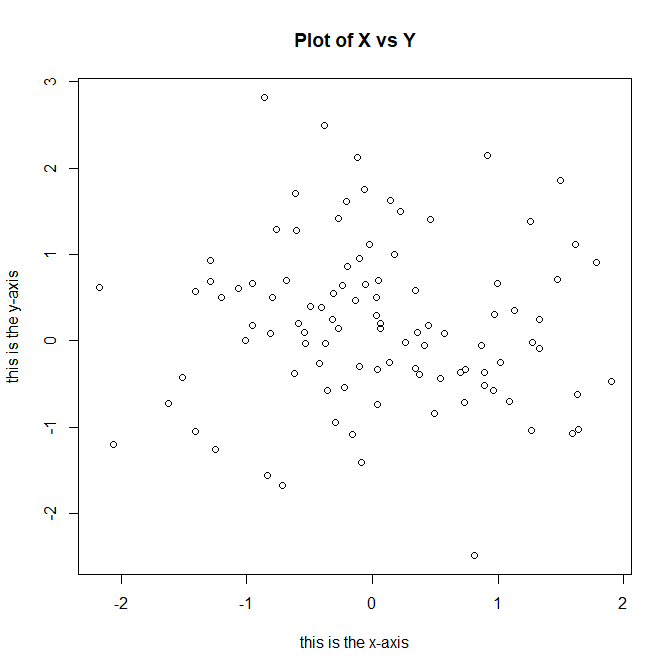 Plot of X vs Y
3
2
1
0
-1
-2
this is the y-axis
-2 -1 0 1 2
this is the x-axis